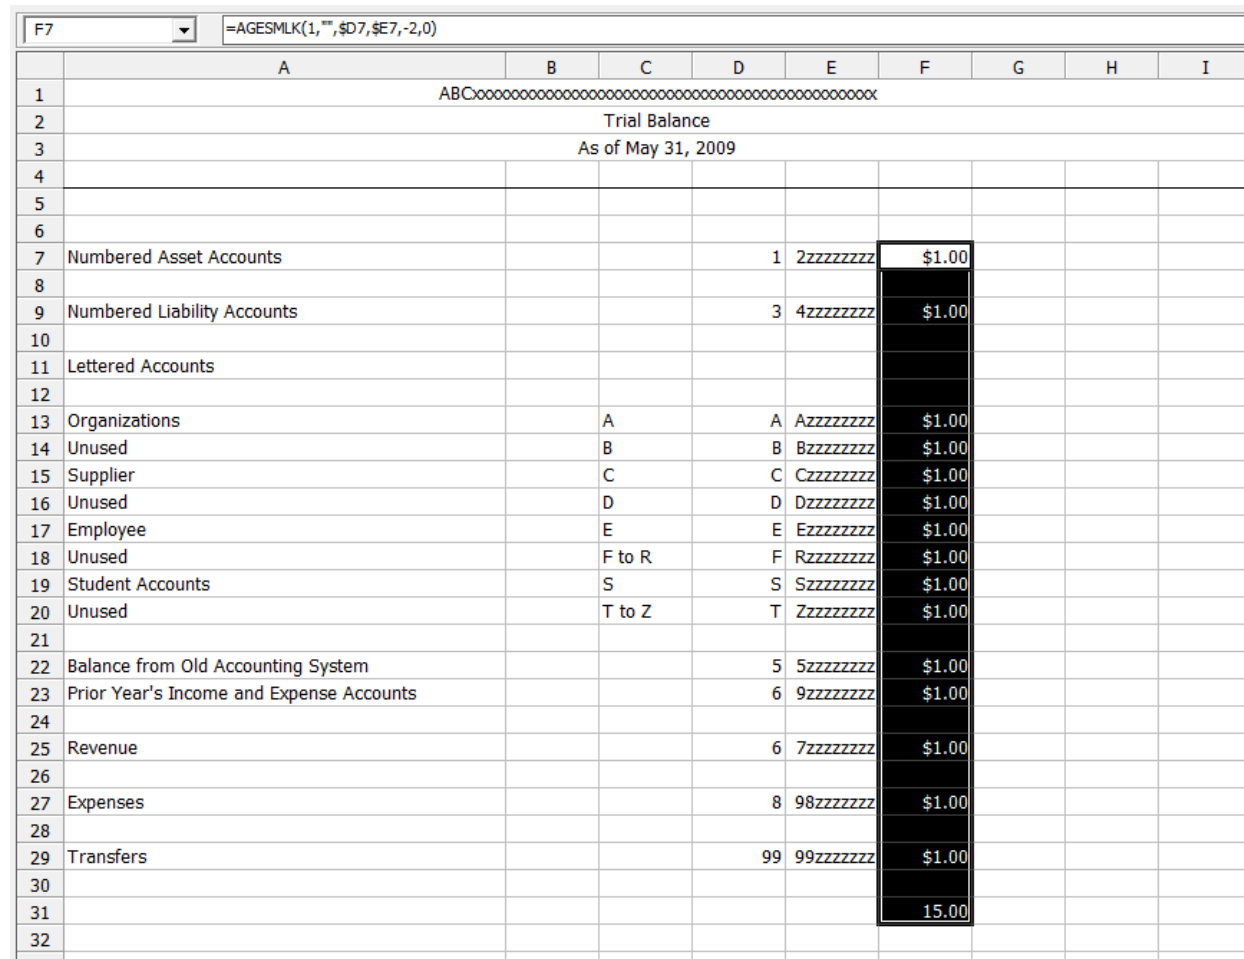 F7 =AGESMLK(1,"",$D7,$E7,-2,0)
A B C D E F G H I
1 ABCxxxxxxxxxxxxxxxxxxxxxxxxxxxxxxxxxxxxxxxxxxxxxx
2 Trial Balance
3 As of May 31, 2009
4
5
6
7 Numbered Asset Accounts 1 2zzzzzzzz $1.00
8
9 Numbered Liability Accounts 3 4zzzzzzzz $1.00
10
11 Lettered Accounts
12
13 Organizations A A Azzzzzzzz $1.00
14 Unused B B Bzzzzzzzz $1.00
15 Supplier C C Czzzzzzzz $1.00
16 Unused D D Dzzzzzzzz $1.00
17 Employee E E Ezzzzzzzz $1.00
18 Unused F to R F Rzzzzzzzz $1.00
19 Student Accounts S S Szzzzzzzz $1.00
20 Unused T to Z T Zzzzzzzzz $1.00
21
22 Balance from Old Accounting System 5 5zzzzzzzz $1.00
23 Prior Year's Income and Expense Accounts 6 9zzzzzzzz $1.00
24
25 Revenue 6 7zzzzzzzz $1.00
26
27 Expenses 8 98zzzzzzz $1.00
28
29 Transfers 99 99zzzzzzz $1.00
30
31 15.00
32